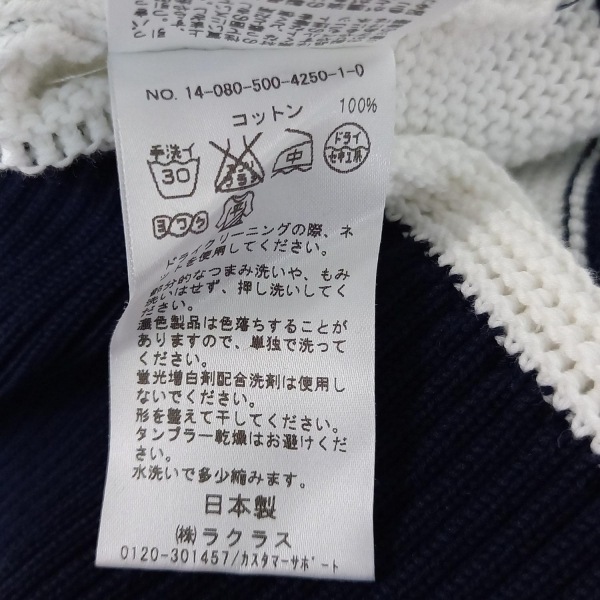 NO. 14-080-500-4250-1-0
コットン 100%
手洗イ 30
中
ドライ セキユ系
ヨワク
ドライクリーニングの際、ネ
ットを使用してください。
部分的なつまみ洗いや、もみ
洗いはせず、押し洗いしてく
ださい。
濃色製品は色落ちすることが
ありますので、単独で洗って
ください。
蛍光増白剤配合洗剤は使用し
ないでください。
形を整えて干してください。
タンブラー乾燥はお避けくだ
さい。
水洗いで多少縮みます。
日本製
(株)ラクラス
0120-301457/カスタマーサポート